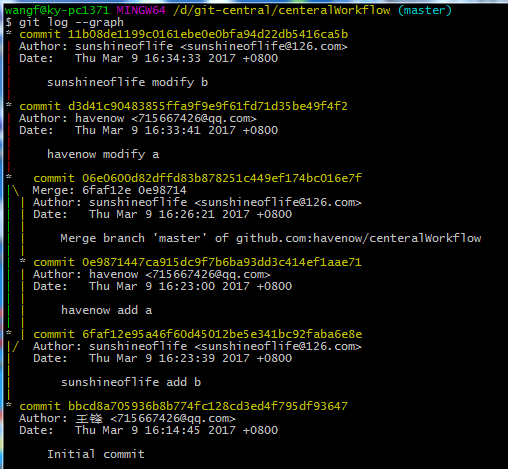 wangf@ky-pc1371 MINGW64 /d/git-central/centeralWorkflow (master)
$ git log --graph
* commit 11b08de1199c0161ebe0e0bfa94d22db5416ca5b
| Author: sunshineoflife <sunshineoflife@126.com>
| Date:   Thu Mar 9 16:34:33 2017 +0800
|
|     sunshineoflife modify b
|
* commit d3d41c90483855ffa9f9e9f61fd71d35be49f4f2
| Author: havenow <715667426@qq.com>
| Date:   Thu Mar 9 16:33:41 2017 +0800
|
|     havenow modify a
|
*   commit 06e0600d82dffd83b878251c449ef174bc016e7f
|\  Merge: 6faf12e 0e98714
| | Author: sunshineoflife <sunshineoflife@126.com>
| | Date:   Thu Mar 9 16:26:21 2017 +0800
| |
| |     Merge branch 'master' of github.com:havenow/centeralWorkflow
| |
| * commit 0e9871447ca915dc9f7b6ba93dd3c414ef1aae71
| | Author: havenow <715667426@qq.com>
| | Date:   Thu Mar 9 16:23:00 2017 +0800
| |
| |     havenow add a
| |
* | commit 6faf12e95a46f60d45012be5e341bc92faba6e8e
|/  Author: sunshineoflife <sunshineoflife@126.com>
|   Date:   Thu Mar 9 16:23:39 2017 +0800
|
|       sunshineoflife add b
|
* commit bbcd8a705936b8b774fc128cd3ed4f795df93647
  Author: 王锋 <715667426@qq.com>
  Date:   Thu Mar 9 16:14:45 2017 +0800

      Initial commit